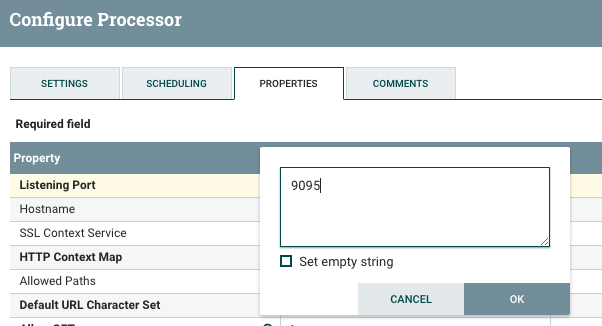 Configure Processor
SETTINGS
SCHEDULING
PROPERTIES
COMMENTS
Required field
Property
Listening Port
9095
Hostname
SSL Context Service
HTTP Context Map
Set empty string
Allowed Paths
Default URL Character Set
CANCEL
OK